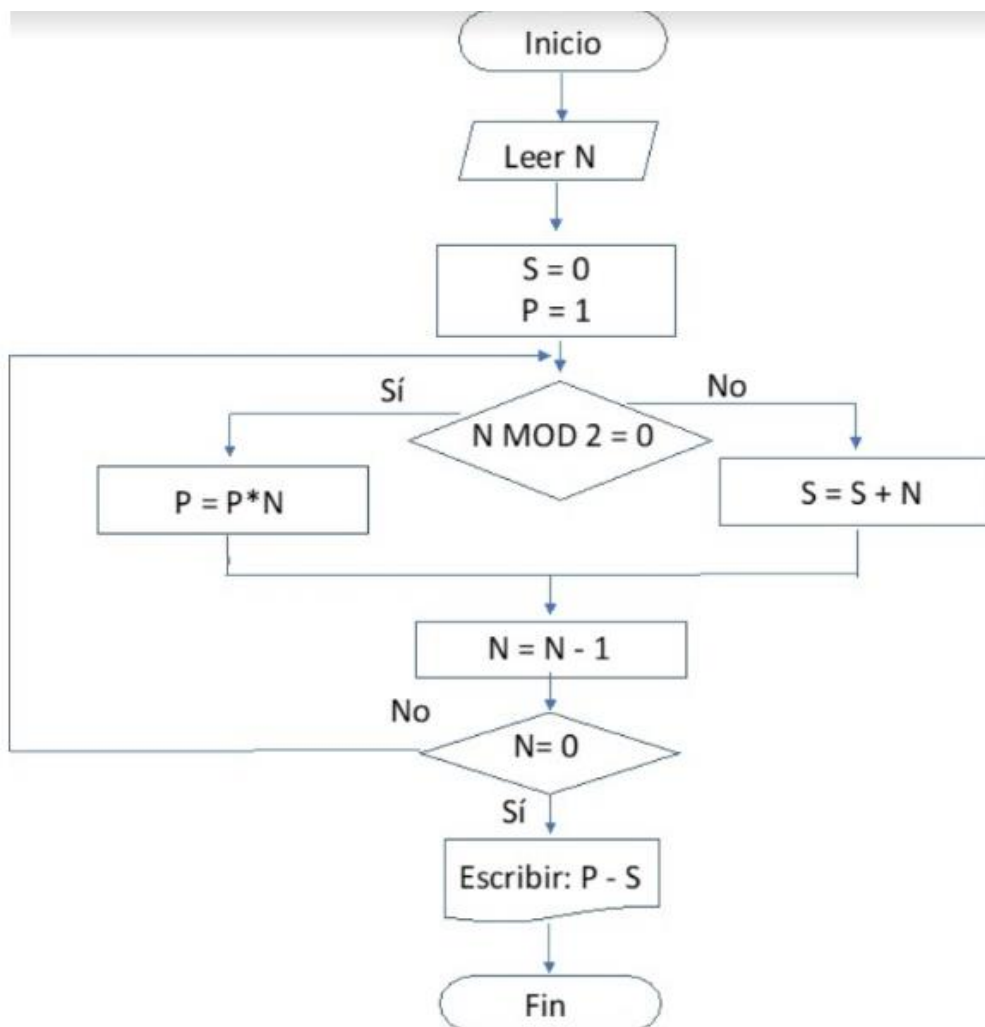 Inicio
Leer N
S = 0
P = 1
Sí
No
N MOD 2 = 0
P = P*N
S = S + N
N = N - 1
No
N= 0
Sí
Escribir: P - S
Fin